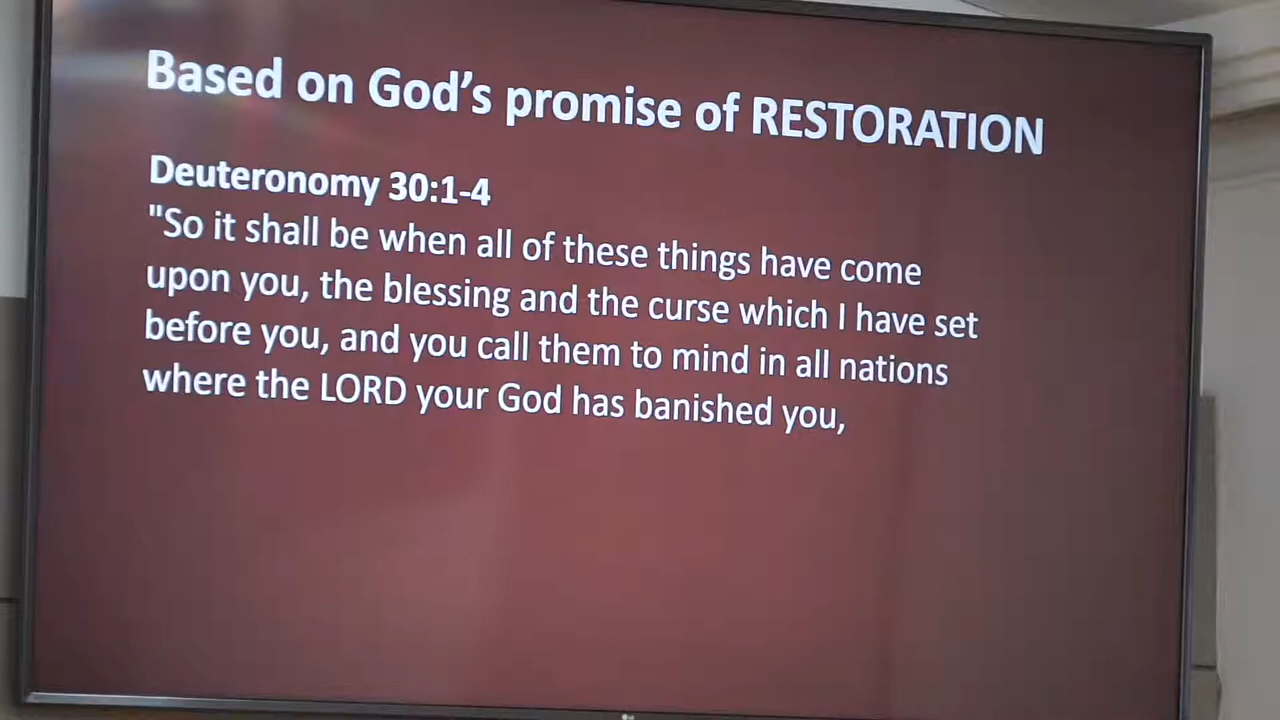 Based on God's promise of RESTORATION
Deuteronomy 30:1-4
"So it shall be when all of these things have come
upon you, the blessing and the curse which I have set
before you, and you call them to mind in all nations
where the LORD your God has banished you,